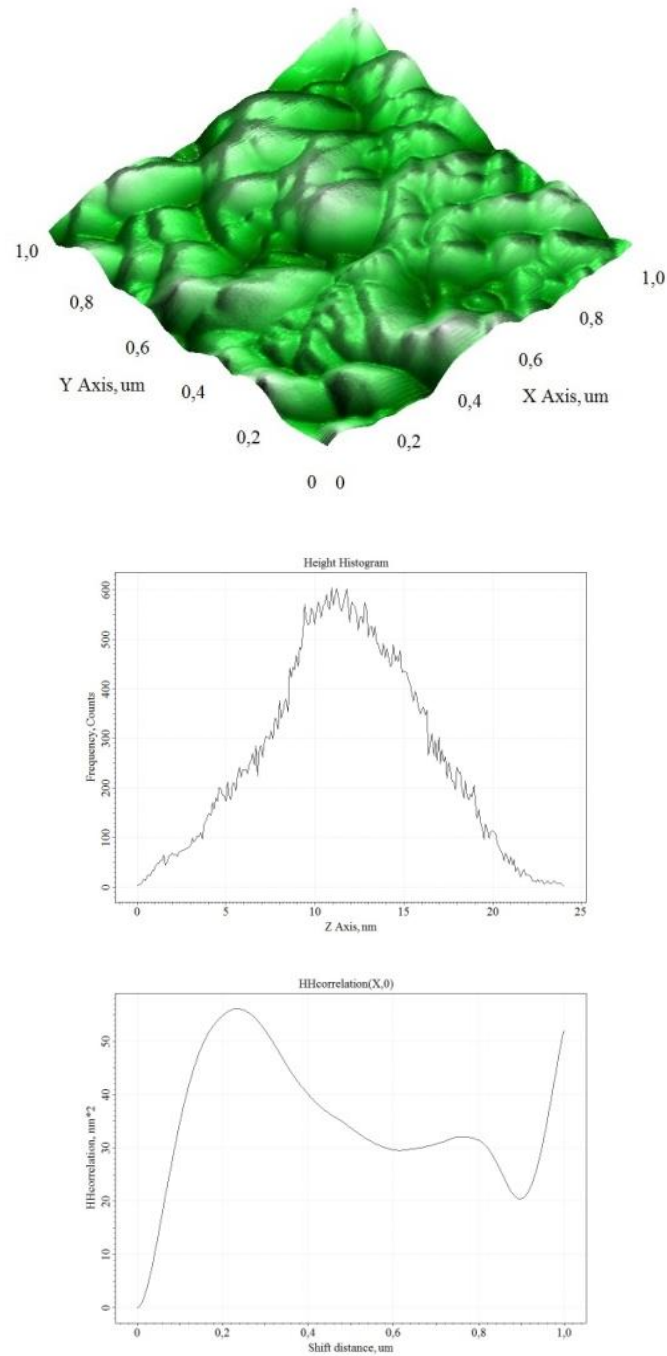 1,0
1,0
0,8
0,8
0,6
0,6
Y Axis, um
0,4
X Axis, um
0,4
0,2
0,2
0 0
Height Histogram
600
500
400
300
200
100
0
Frequency, Counts
0 5 10 15 20 25
Z Axis, nm
HHcorrelation(X,0)
50
40
30
20
10
0
HHcorrelation, nm*2
0 0,2 0,4 0,6 0,8 1,0
Shift distance, um